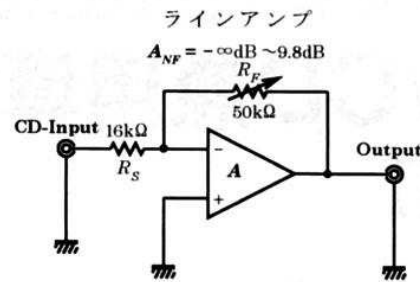 ラインアンプ
A_NF = −∞dB ~9.8dB
R_F
50kΩ
CD-Input
16kΩ
R_S
−
A
+
Output